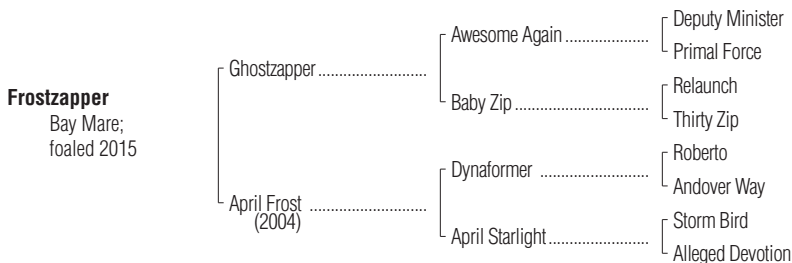 Deputy Minister
Awesome Again ....................
Primal Force
Ghostzapper..........................
Relaunch
Baby Zip ................................
Thirty Zip
Frostzapper
Bay Mare;
foaled 2015
Roberto
Dynaformer ..........................
Andover Way
April Frost ............................
(2004)
Storm Bird
April Starlight........................
Alleged Devotion